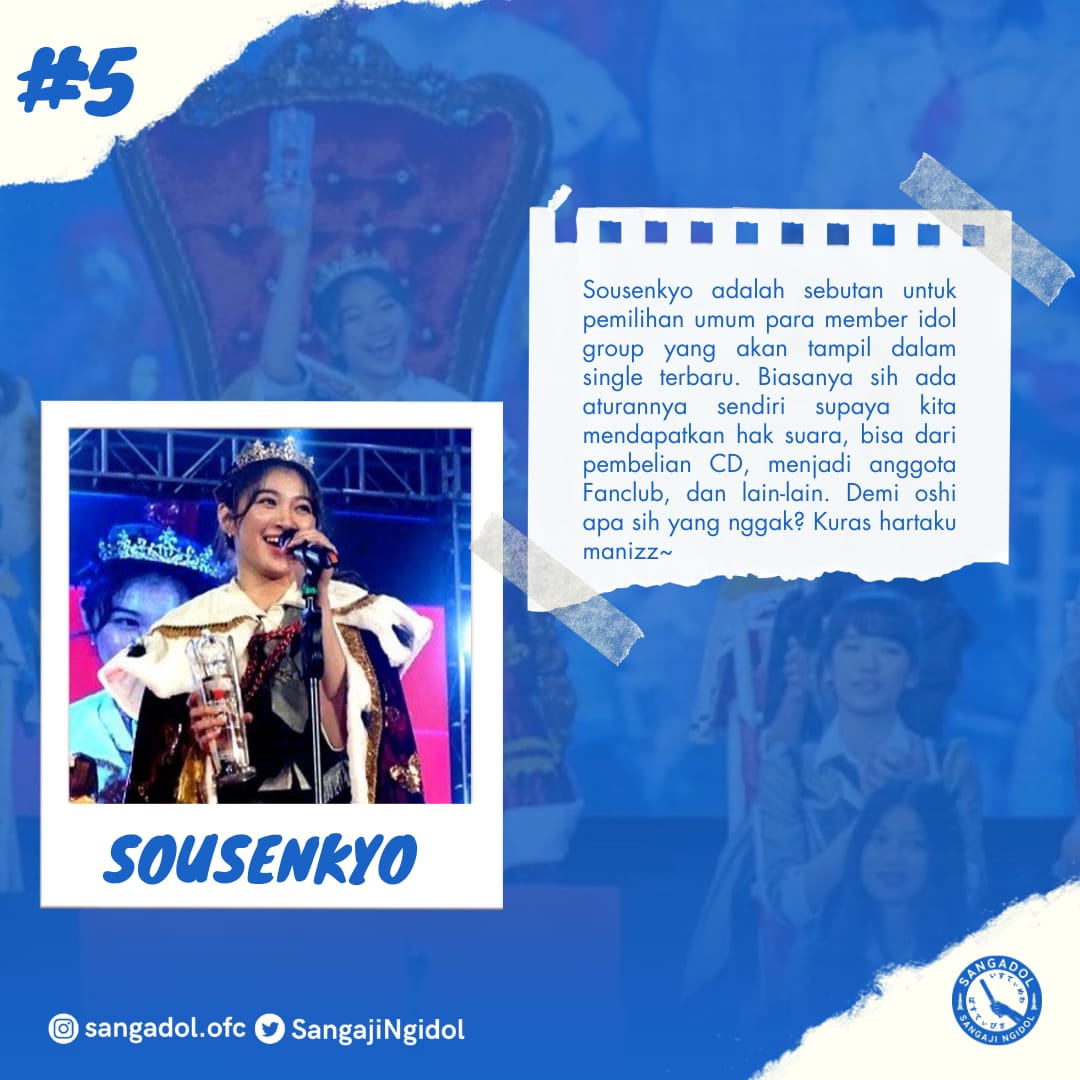 #5
Sousenkyo adalah sebutan untuk
pemilihan umum para member idol
group yang akan tampil dalam
single terbaru. Biasanya sih ada
aturannya sendiri supaya kita
mendapatkan hak suara, bisa dari
pembelian CD, menjadi anggota
Fanclub, dan lain-lain. Demi oshi
apa sih yang nggak? Kuras hartaku
manizz~
SOUSENKYO
sangadol.ofc SangajiNgidol
SANGADOL
SANGAJI NGIDOL